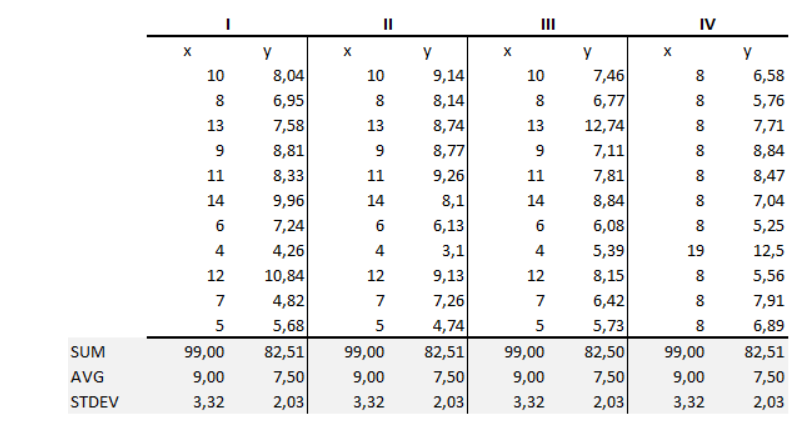 I II III IV
x y x y x y x y
10 8,04 10 9,14 10 7,46 8 6,58
8 6,95 8 8,14 8 6,77 8 5,76
13 7,58 13 8,74 13 12,74 8 7,71
9 8,81 9 8,77 9 7,11 8 8,84
11 8,33 11 9,26 11 7,81 8 8,47
14 9,96 14 8,1 14 8,84 8 7,04
6 7,24 6 6,13 6 6,08 8 5,25
4 4,26 4 3,1 4 5,39 19 12,5
12 10,84 12 9,13 12 8,15 8 5,56
7 4,82 7 7,26 7 6,42 8 7,91
5 5,68 5 4,74 5 5,73 8 6,89
SUM 99,00 82,51 99,00 82,51 99,00 82,50 99,00 82,51
AVG 9,00 7,50 9,00 7,50 9,00 7,50 9,00 7,50
STDEV 3,32 2,03 3,32 2,03 3,32 2,03 3,32 2,03